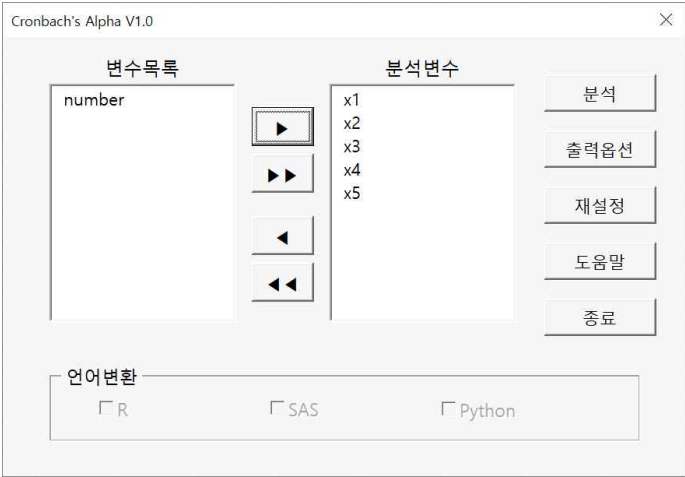 Cronbach's Alpha V1.0
변수목록
number
▶
▶▶
◀
◀◀
분석변수
x1
x2
x3
x4
x5
분석
출력옵션
재설정
도움말
종료
언어변환
R
SAS
Python